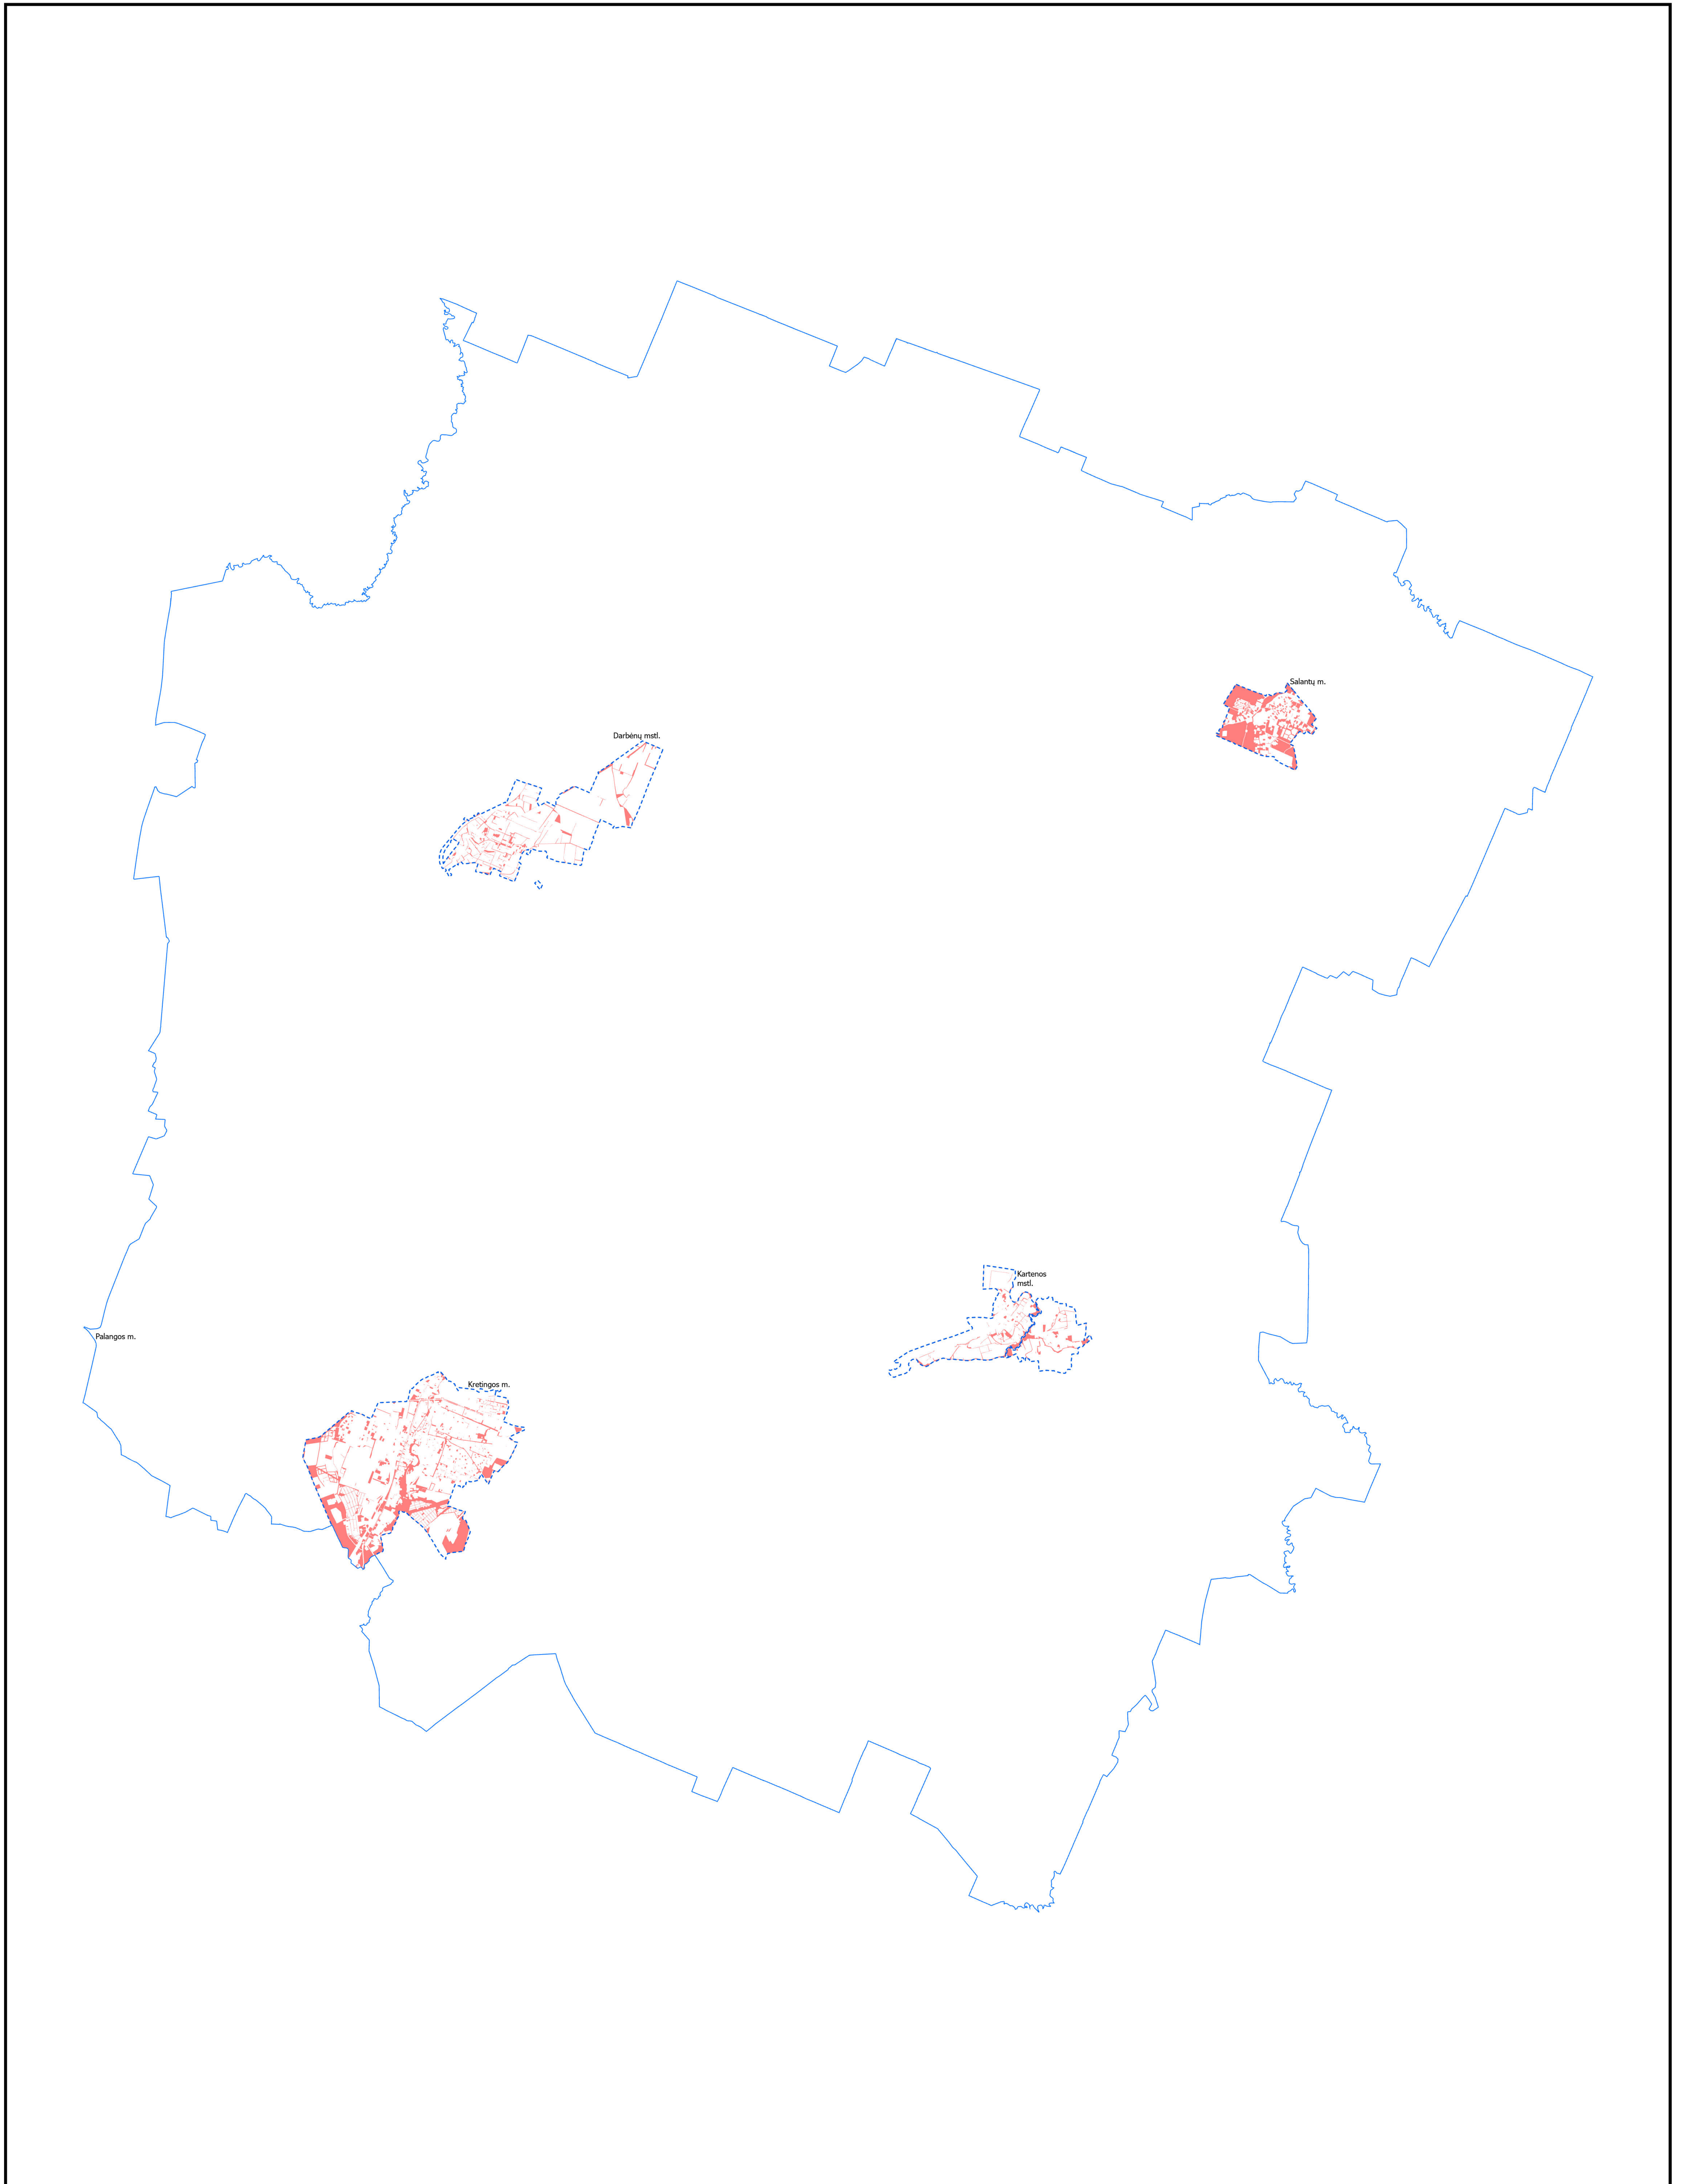 Salantų m.
Darbėnų mstl.
Kartenos
mstl.
Palangos m.
Kretingos m.